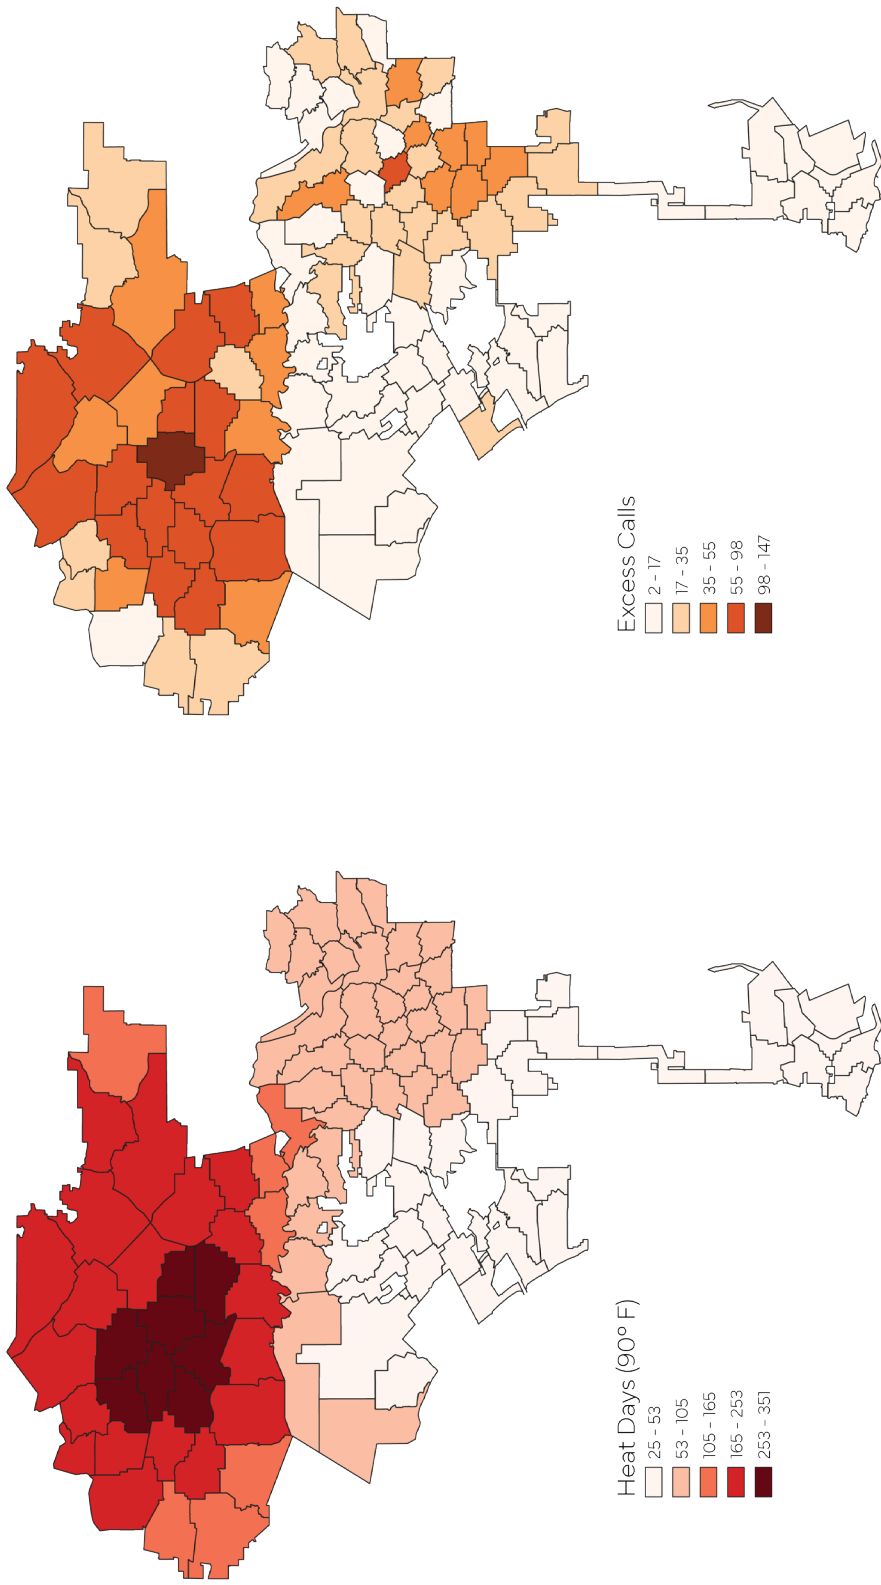 Heat Days (90° F)
25 - 53
53 - 105
105 - 165
165 - 253
253 - 351
Excess Calls
2 - 17
17 - 35
35 - 55
55 - 98
98 - 147